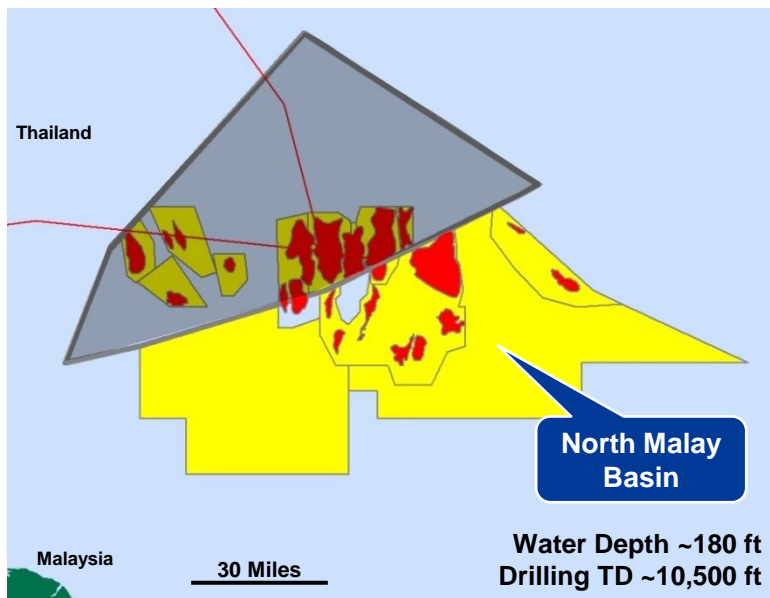 Thailand
North Malay
Basin
Water Depth ~180 ft
Drilling TD ~10,500 ft
Malaysia
30 Miles